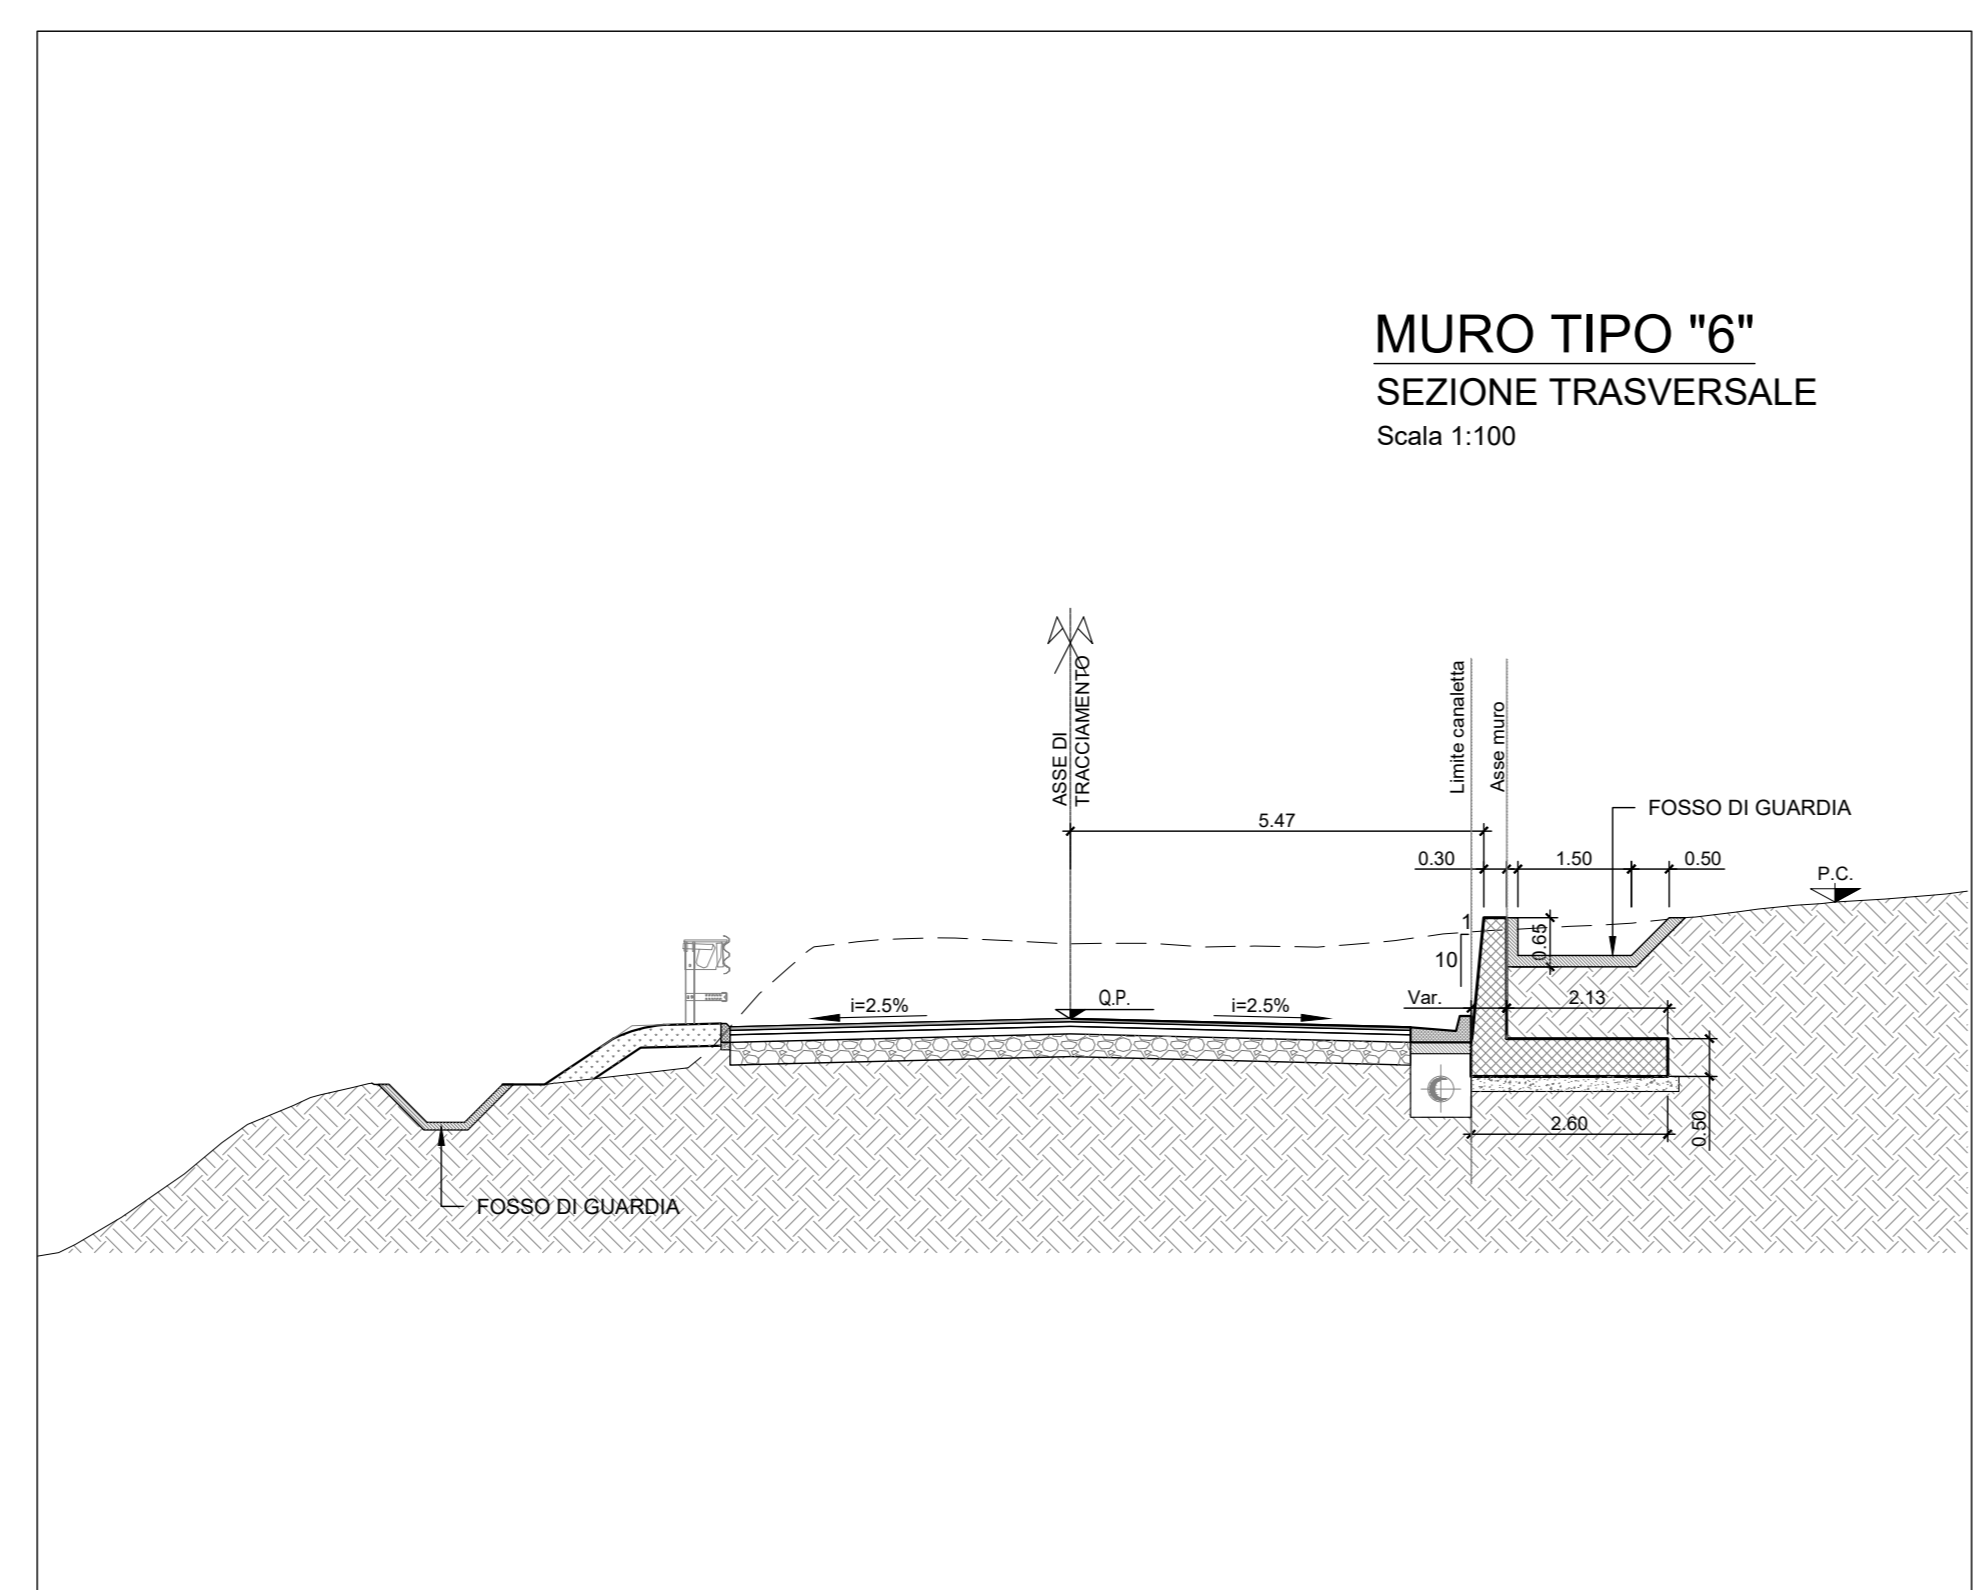 MURO TIPO "6"
SEZIONE TRASVERSALE
Scala 1:100
ASSE DI
TRACCIAMENTO
Limite canaletta
Asse muro
FOSSO DI GUARDIA
5.47
0.30
1.50
0.50
P.C.
1
10
0.65
Var.
2.13
i=2.5%
Q.P.
i=2.5%
2.60
0.50
FOSSO DI GUARDIA